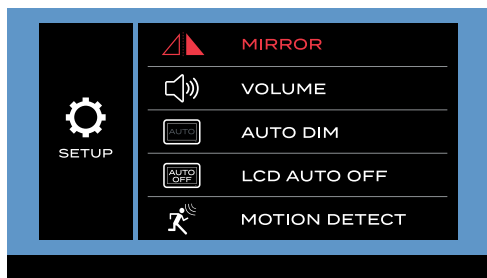 SETUP
MIRROR
VOLUME
AUTO
AUTO DIM
AUTO
OFF
LCD AUTO OFF
MOTION DETECT